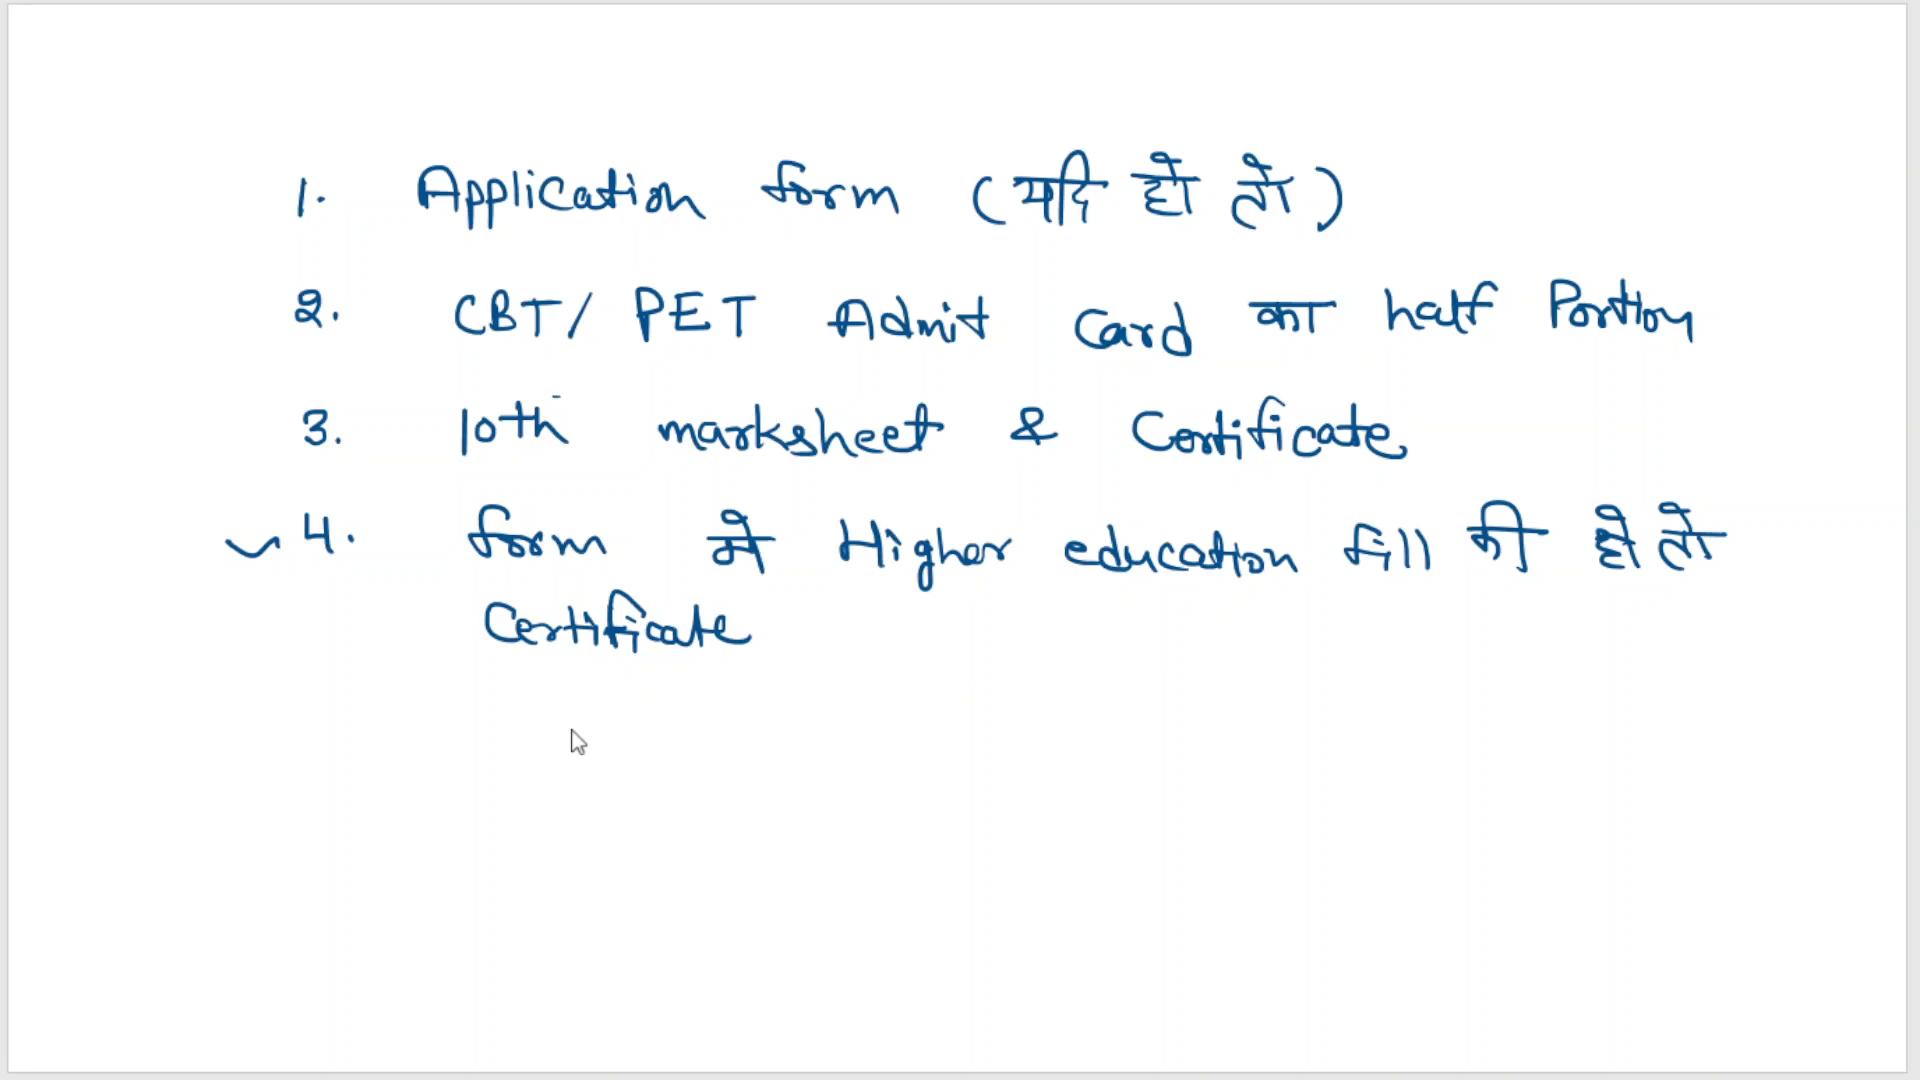 1. Application form (यदि हो तो)
2. CBT/ PET Admit Card का half Portion
3. 10th marksheet & Certificate
4. form में Higher education fill की हो तो
Certificate